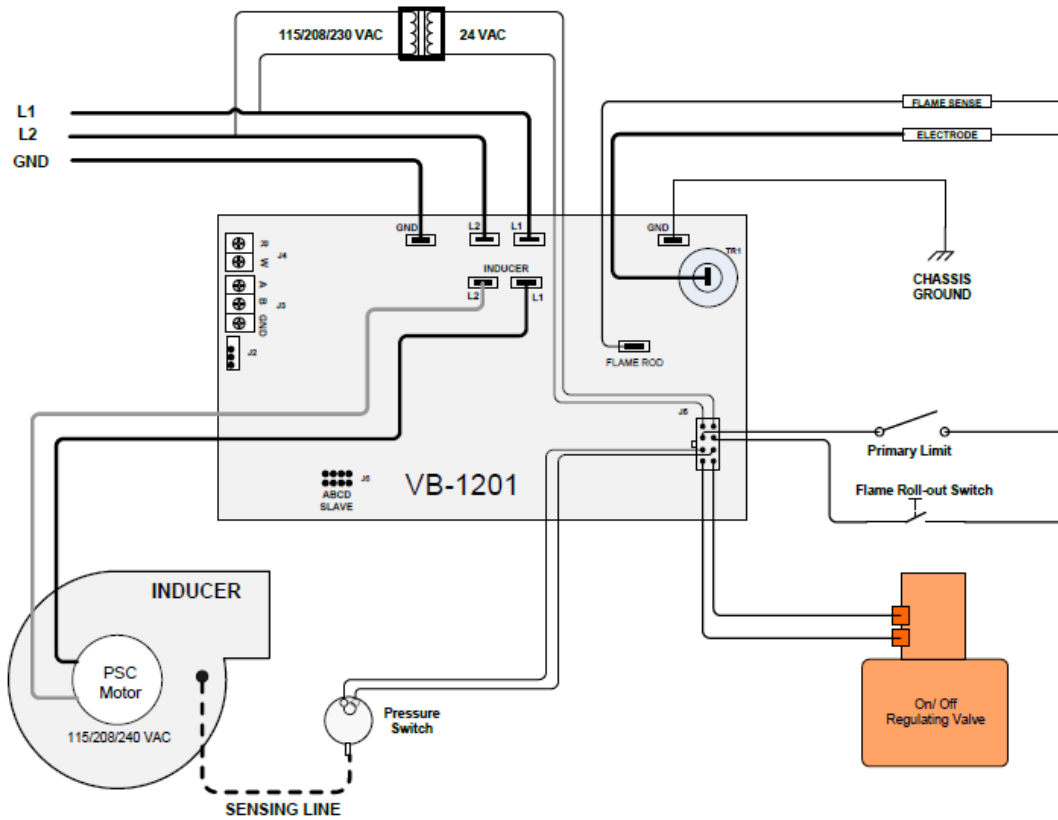 115/208/230 VAC
24 VAC
L1
L2
GND
FLAME SENSE
ELECTRODE
GND
L2
L1
GND
TR1
CHASSIS
GROUND
R
W
J4
A
B
GND
J3
J2
INDUCER
L2
L1
FLAME ROD
J5
Primary Limit
Flame Roll-out Switch
ABCD
SLAVE
VB-1201
INDUCER
PSC
Motor
115/208/240 VAC
Pressure
Switch
SENSING LINE
On/ Off
Regulating Valve